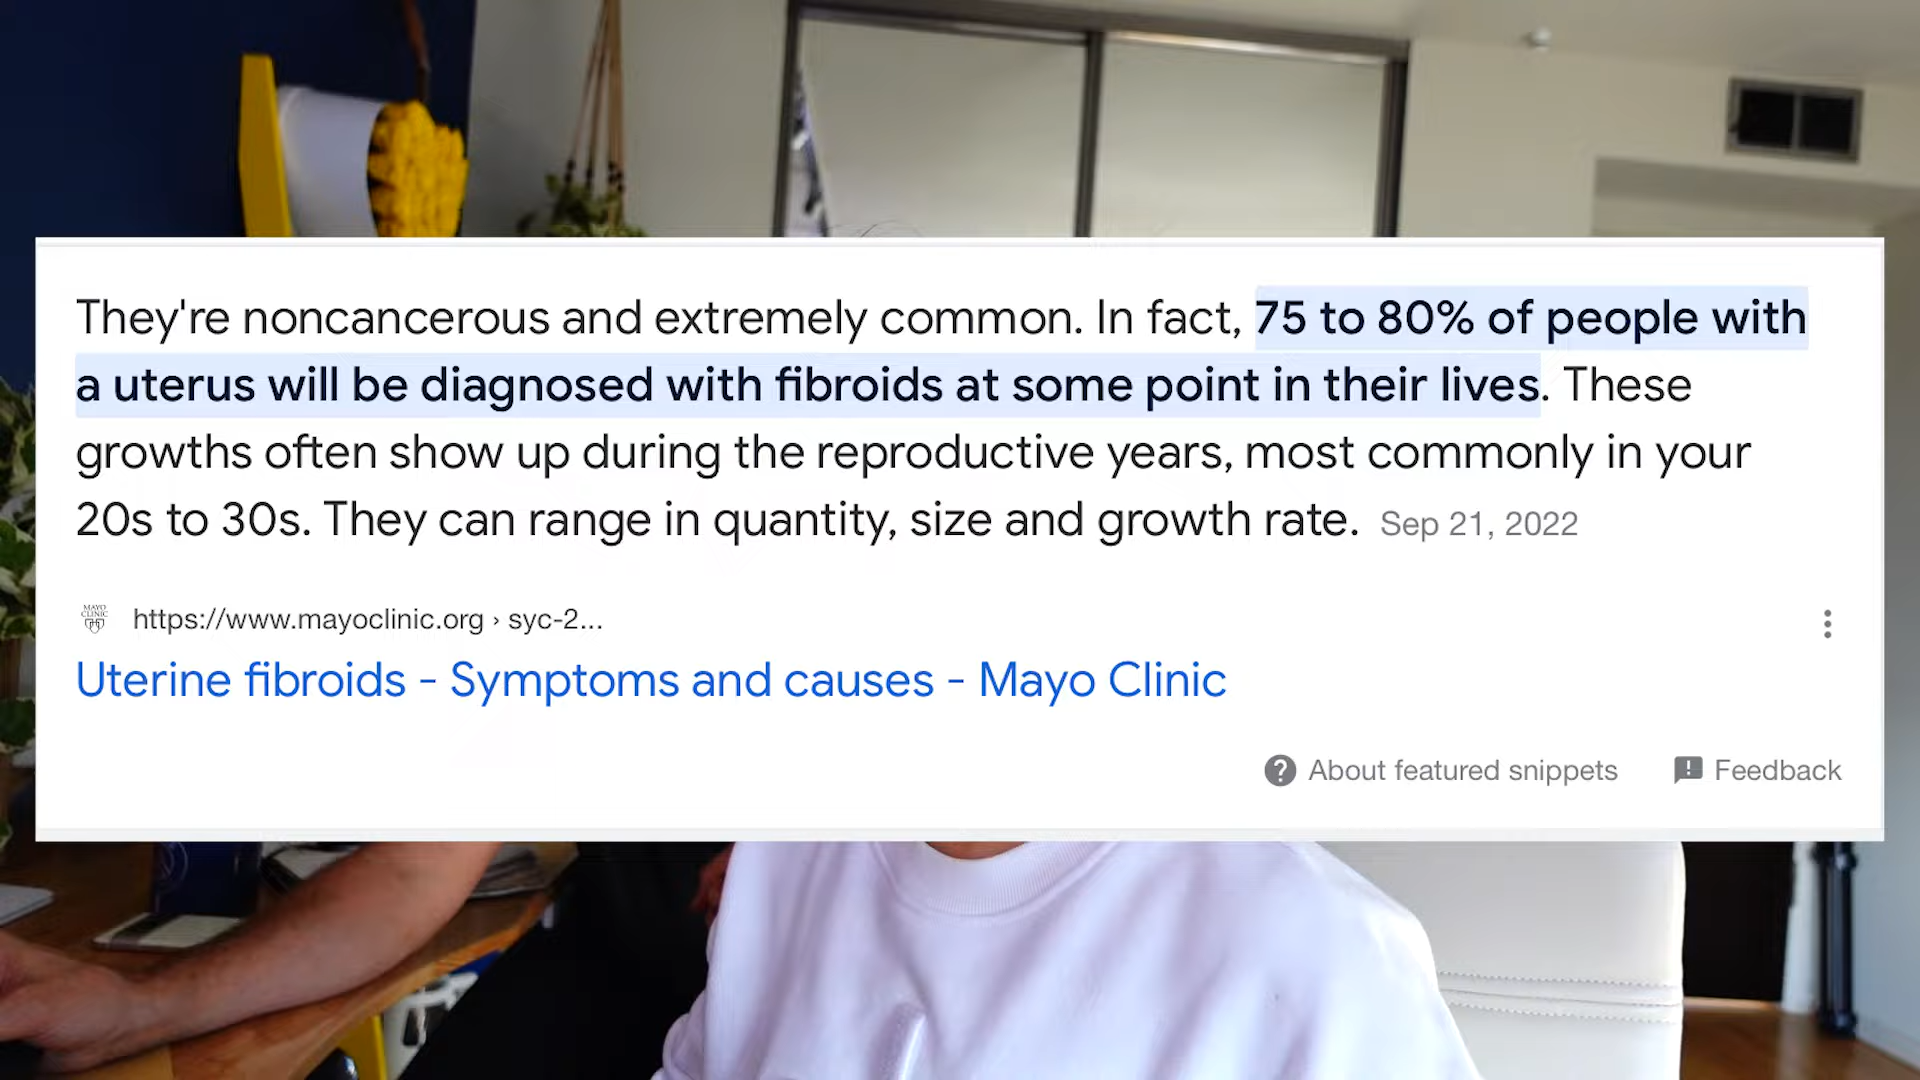 They're noncancerous and extremely common. In fact, 75 to 80% of people with
a uterus will be diagnosed with fibroids at some point in their lives. These
growths often show up during the reproductive years, most commonly in your
20s to 30s. They can range in quantity, size and growth rate. Sep 21, 2022
MAYO
CLINIC
https://www.mayoclinic.org › syc-2...
Uterine fibroids - Symptoms and causes - Mayo Clinic
About featured snippets Feedback